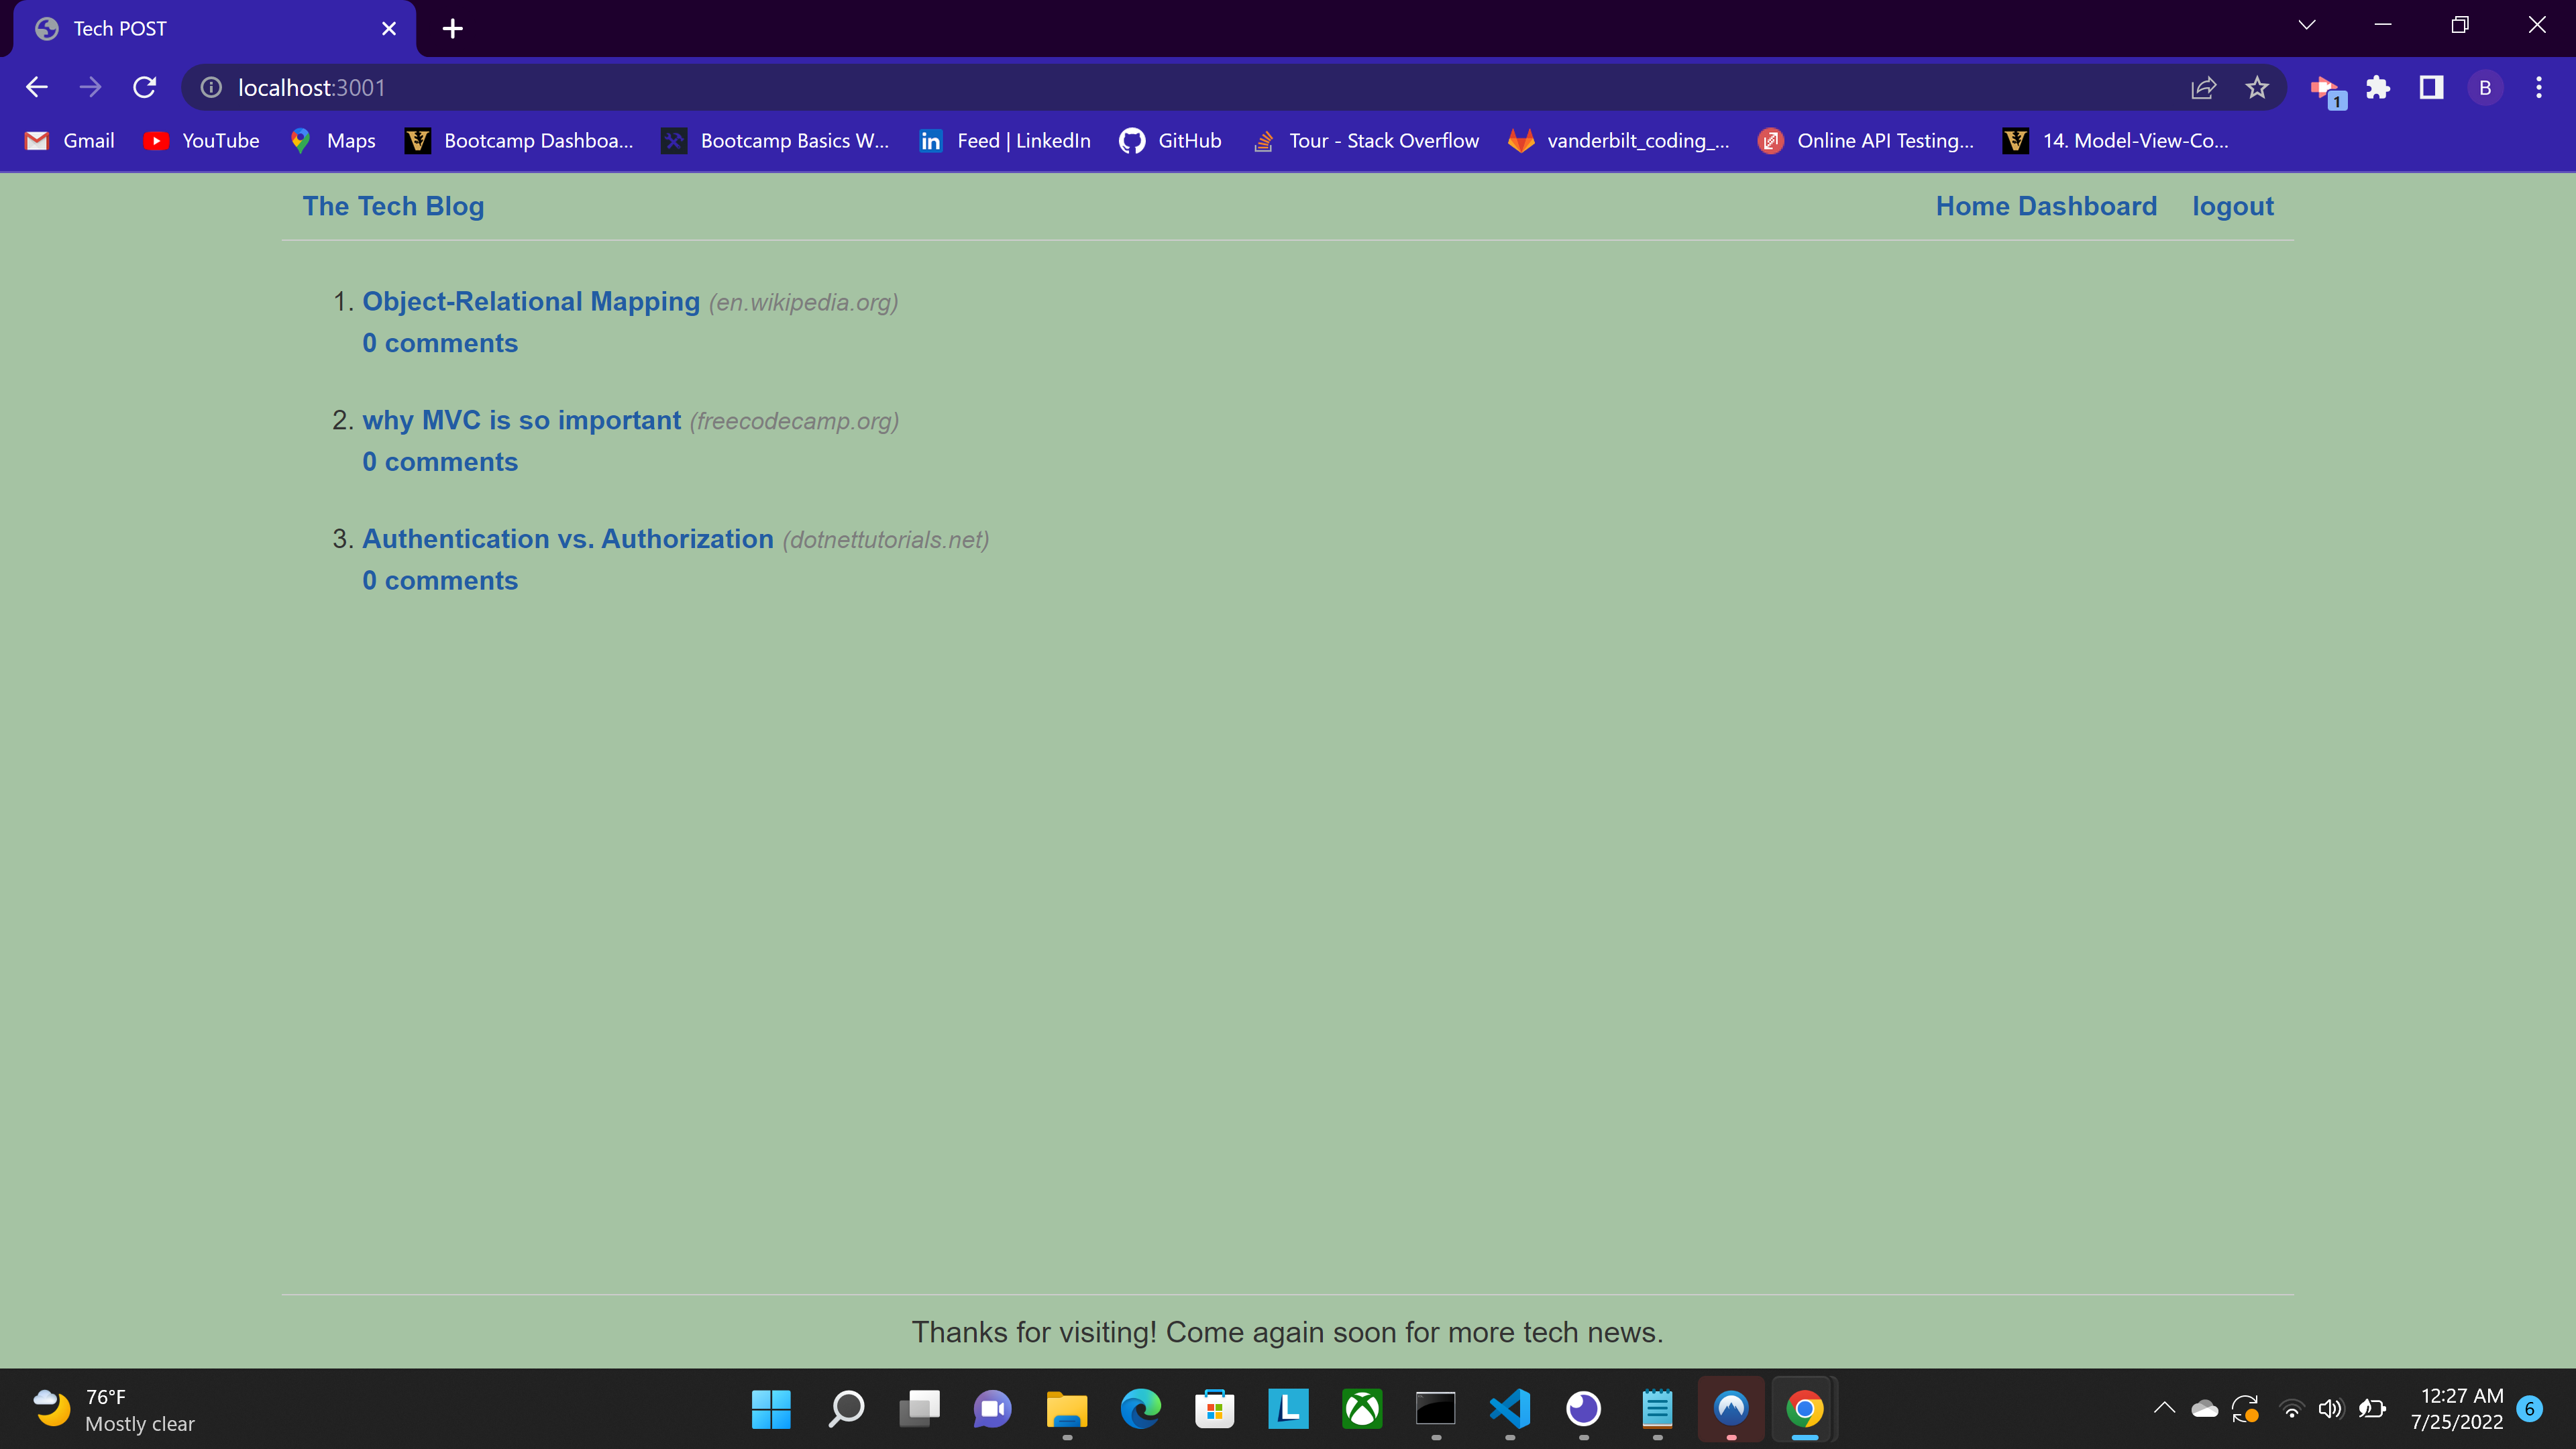 Tech POST
localhost:3001
Gmail YouTube Maps Bootcamp Dashboa... Bootcamp Basics W... Feed | LinkedIn GitHub Tour - Stack Overflow vanderbilt_coding_... Online API Testing... 14. Model-View-Co...
1
B
The Tech Blog Home Dashboard logout
1. Object-Relational Mapping (en.wikipedia.org)
0 comments
2. why MVC is so important (freecodecamp.org)
0 comments
3. Authentication vs. Authorization (dotnettutorials.net)
0 comments
Thanks for visiting! Come again soon for more tech news.
76°F
Mostly clear
L
12:27 AM
7/25/2022
6